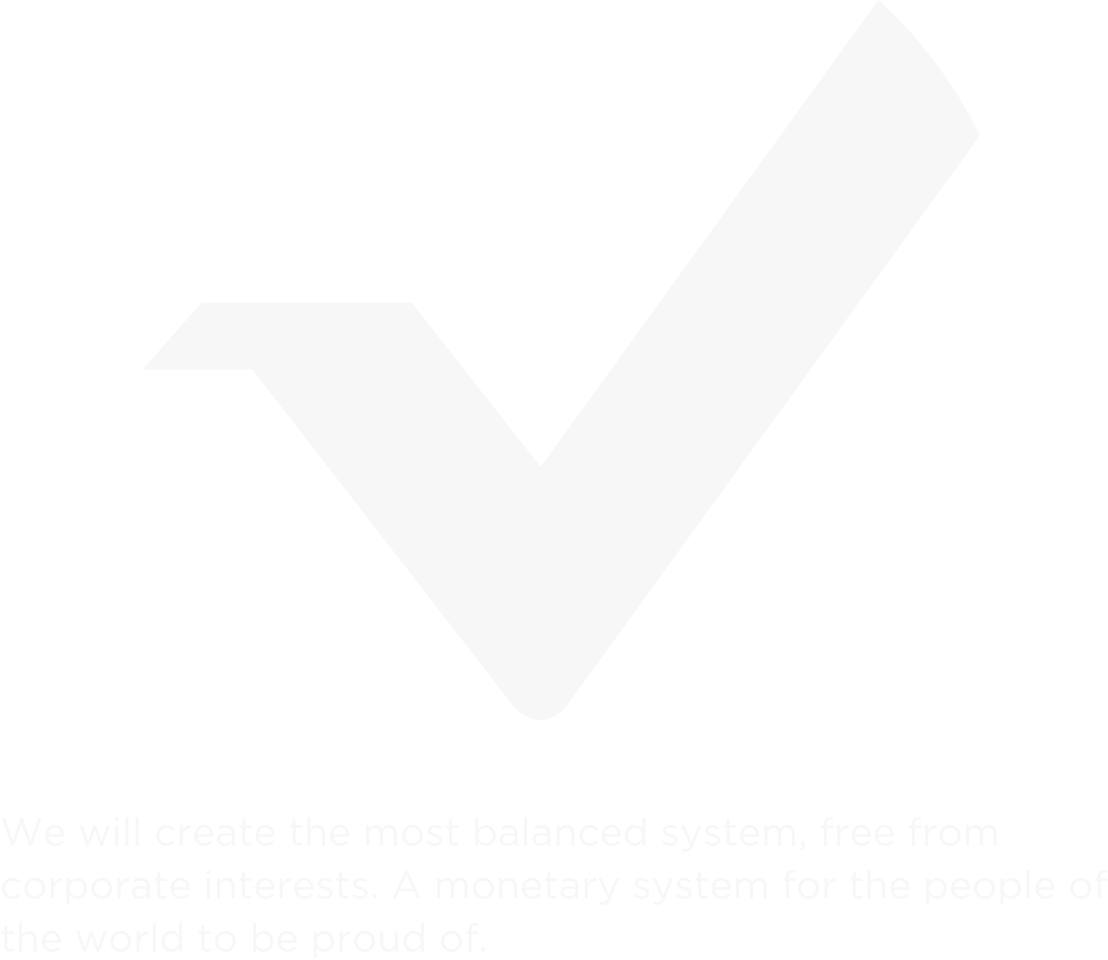 We will create the most balanced system, free from
corporate interests. A monetary system for the people of
the world to be proud of.